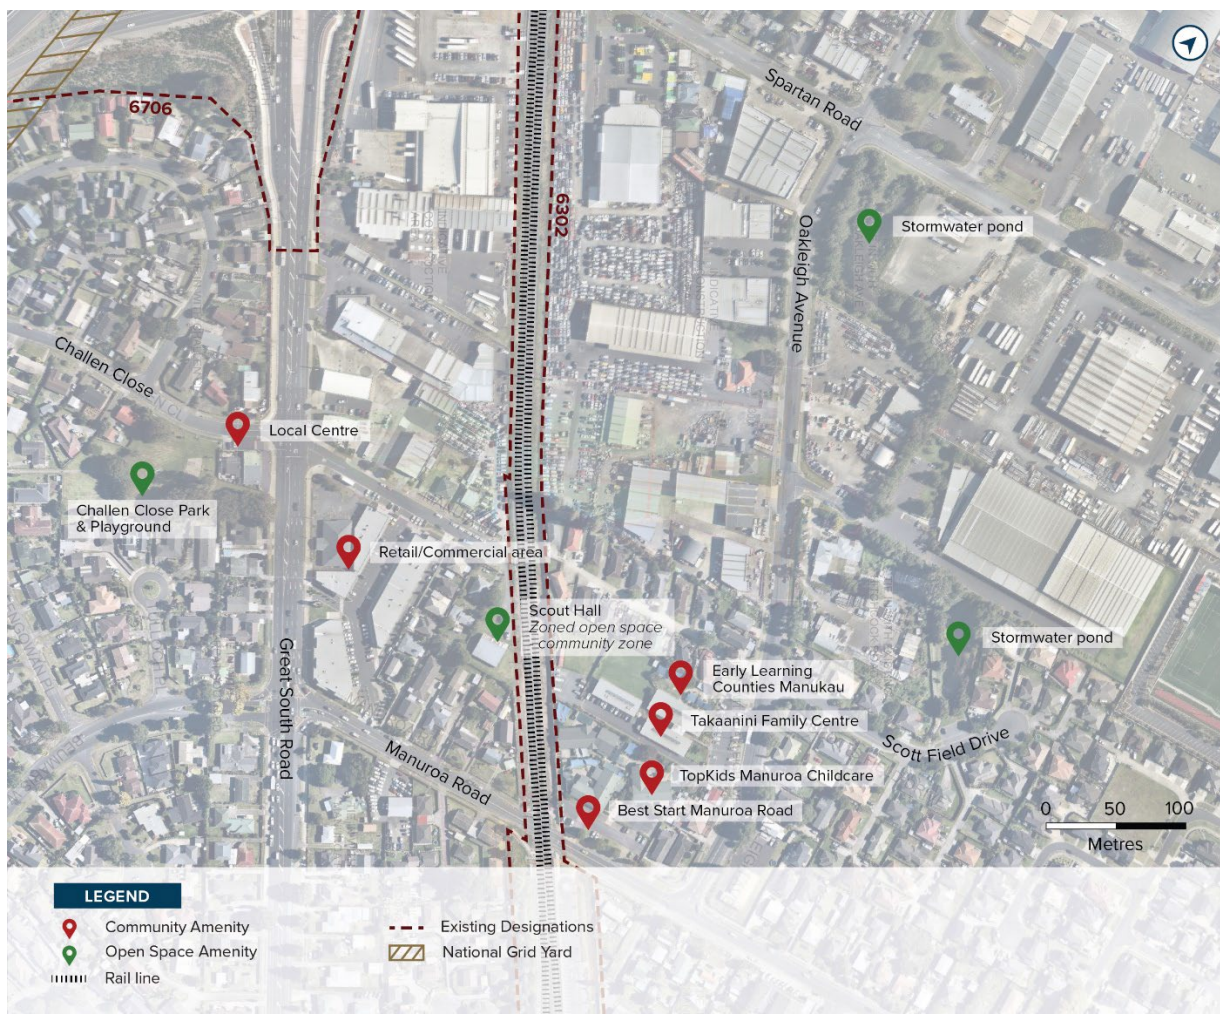 6706
Spartan Road
6302
Oakleigh Avenue
Stormwater pond
Challen Close
Local Centre
Challen Close Park
& Playground
Retail/Commercial area
Scout Hall
Zoned open space
community zone
Stormwater pond
Great South Road
Early Learning
Counties Manukau
Takaanini Family Centre
Scott Field Drive
Manuroa Road
TopKids Manuroa Childcare
Best Start Manuroa Road
0 50 100
Metres
LEGEND
Community Amenity
Open Space Amenity
Rail line
Existing Designations
National Grid Yard